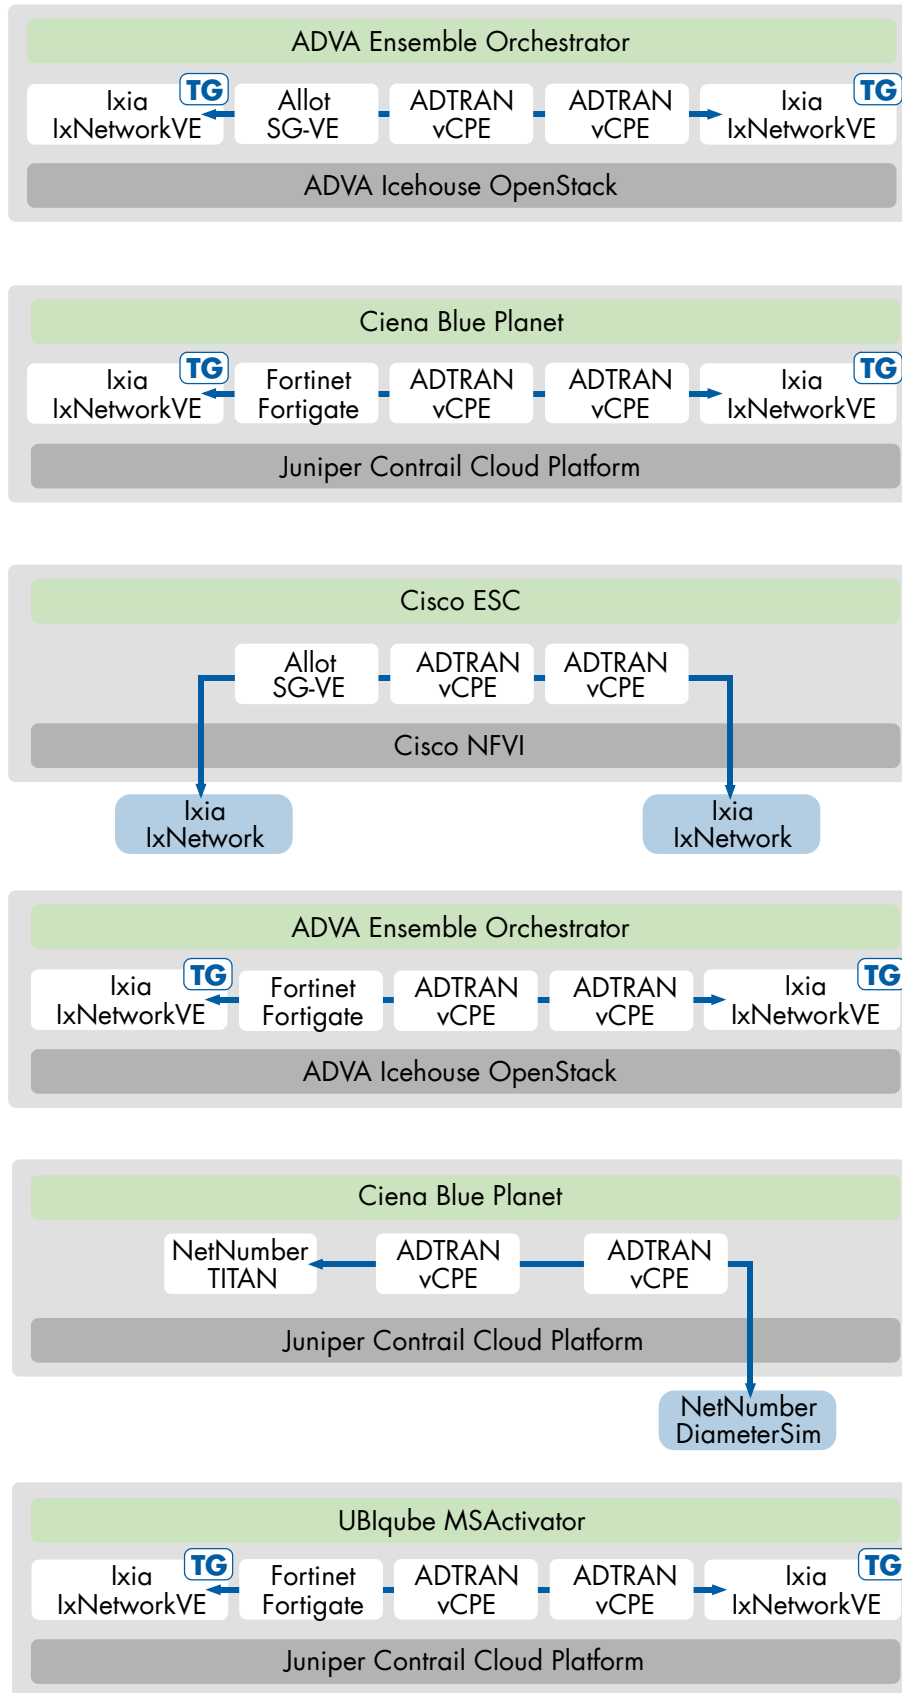 ADVA Ensemble Orchestrator
Ixia
IxNetworkVE
TG
Allot
SG-VE
ADTRAN
vCPE
ADTRAN
vCPE
Ixia
IxNetworkVE
TG
ADVA Icehouse OpenStack
Ciena Blue Planet
Ixia
IxNetworkVE
TG
Fortinet
Fortigate
ADTRAN
vCPE
ADTRAN
vCPE
Ixia
IxNetworkVE
TG
Juniper Contrail Cloud Platform
Cisco ESC
Allot
SG-VE
ADTRAN
vCPE
ADTRAN
vCPE
Cisco NFVI
Ixia
IxNetwork
Ixia
IxNetwork
ADVA Ensemble Orchestrator
Ixia
IxNetworkVE
TG
Fortinet
Fortigate
ADTRAN
vCPE
ADTRAN
vCPE
Ixia
IxNetworkVE
TG
ADVA Icehouse OpenStack
Ciena Blue Planet
NetNumber
TITAN
ADTRAN
vCPE
ADTRAN
vCPE
Juniper Contrail Cloud Platform
NetNumber
DiameterSim
UBIqube MSActivator
Ixia
IxNetworkVE
TG
Fortinet
Fortigate
ADTRAN
vCPE
ADTRAN
vCPE
Ixia
IxNetworkVE
TG
Juniper Contrail Cloud Platform